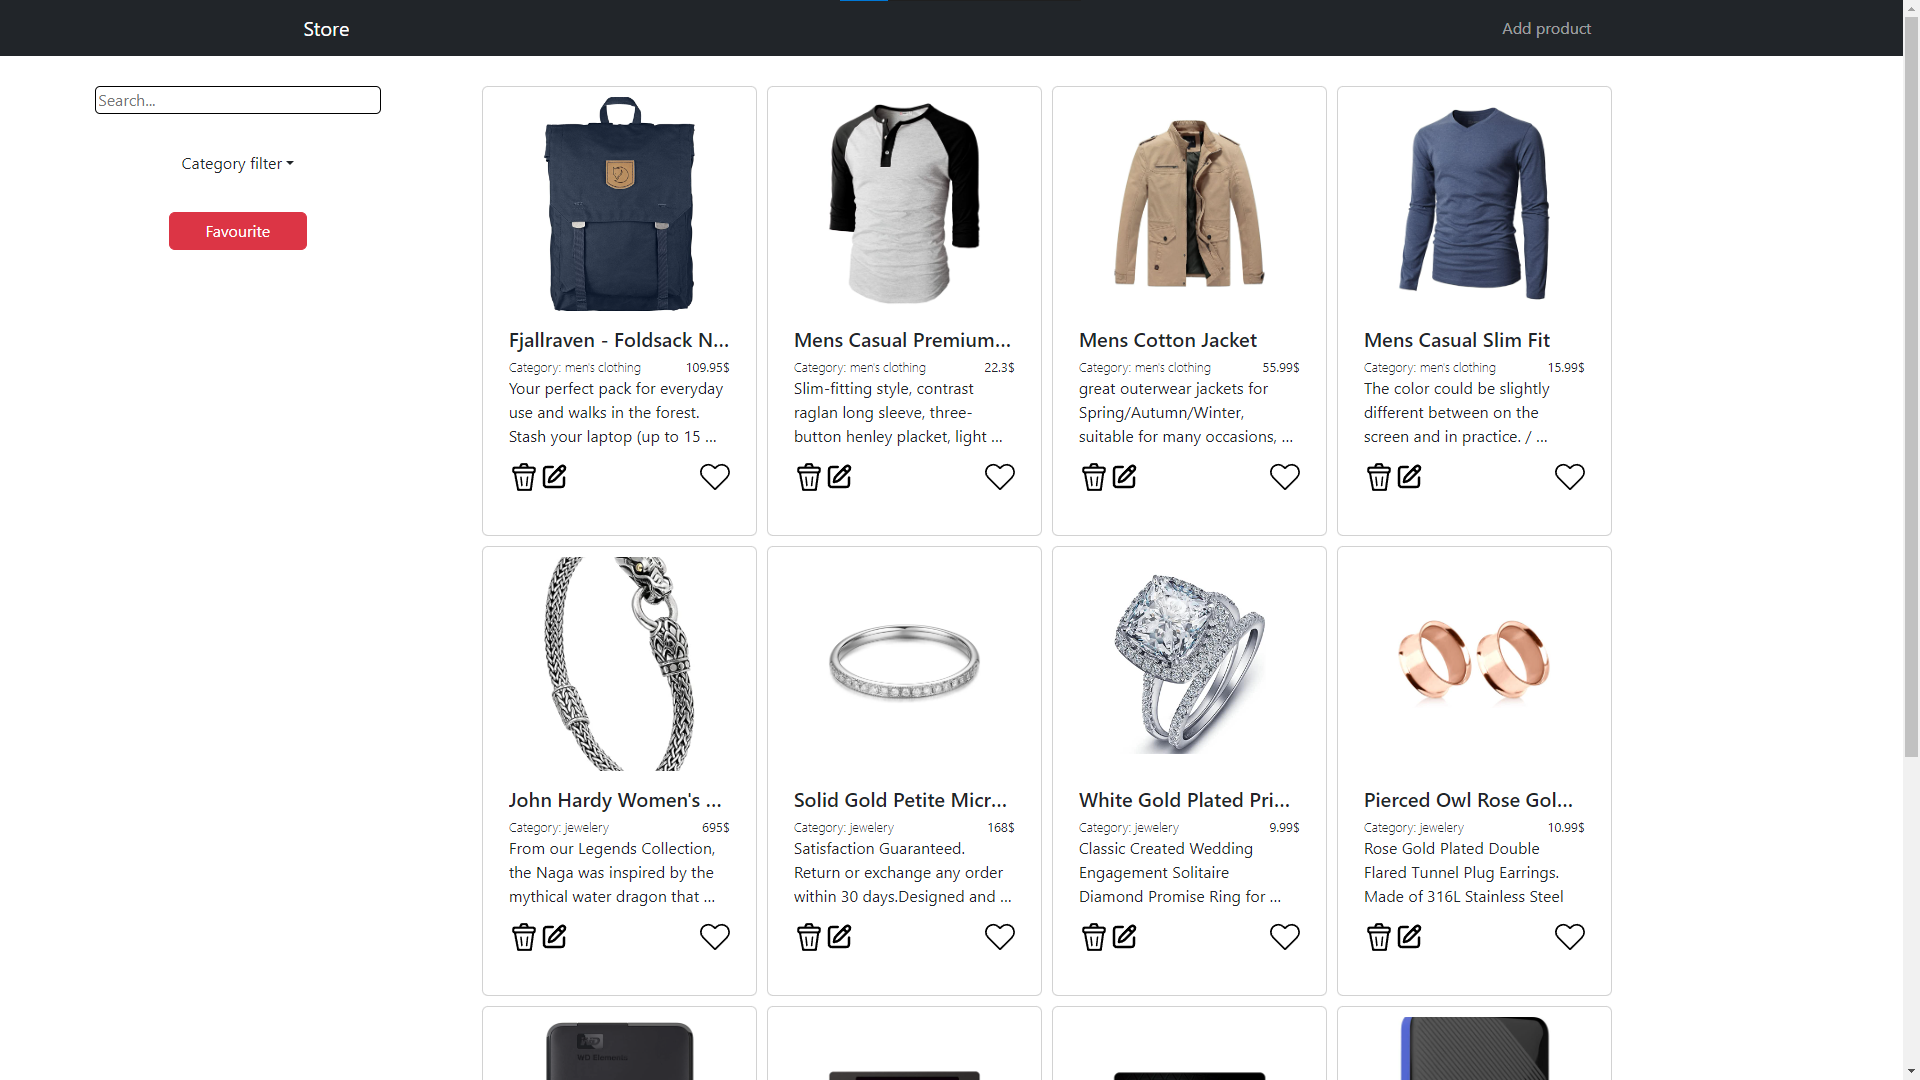 Store
Add product
Search...
Category filter
Favourite
Fjallraven - Foldsack N...
Category: men's clothing
109.95$
Your perfect pack for everyday
use and walks in the forest.
Stash your laptop (up to 15 ...
Mens Casual Premium...
Category: men's clothing
22.3$
Slim-fitting style, contrast
raglan long sleeve, three-
button henley placket, light ...
Mens Cotton Jacket
Category: men's clothing
55.99$
great outerwear jackets for
Spring/Autumn/Winter,
suitable for many occasions, ...
Mens Casual Slim Fit
Category: men's clothing
15.99$
The color could be slightly
different between on the
screen and in practice. / ...
John Hardy Women's ...
Category: jewelery
695$
From our Legends Collection,
the Naga was inspired by the
mythical water dragon that ...
Solid Gold Petite Micr...
Category: jewelery
168$
Satisfaction Guaranteed.
Return or exchange any order
within 30 days.Designed and ...
White Gold Plated Pri...
Category: jewelery
9.99$
Classic Created Wedding
Engagement Solitaire
Diamond Promise Ring for ...
Pierced Owl Rose Gol...
Category: jewelery
10.99$
Rose Gold Plated Double
Flared Tunnel Plug Earrings.
Made of 316L Stainless Steel
WD
WD Elements